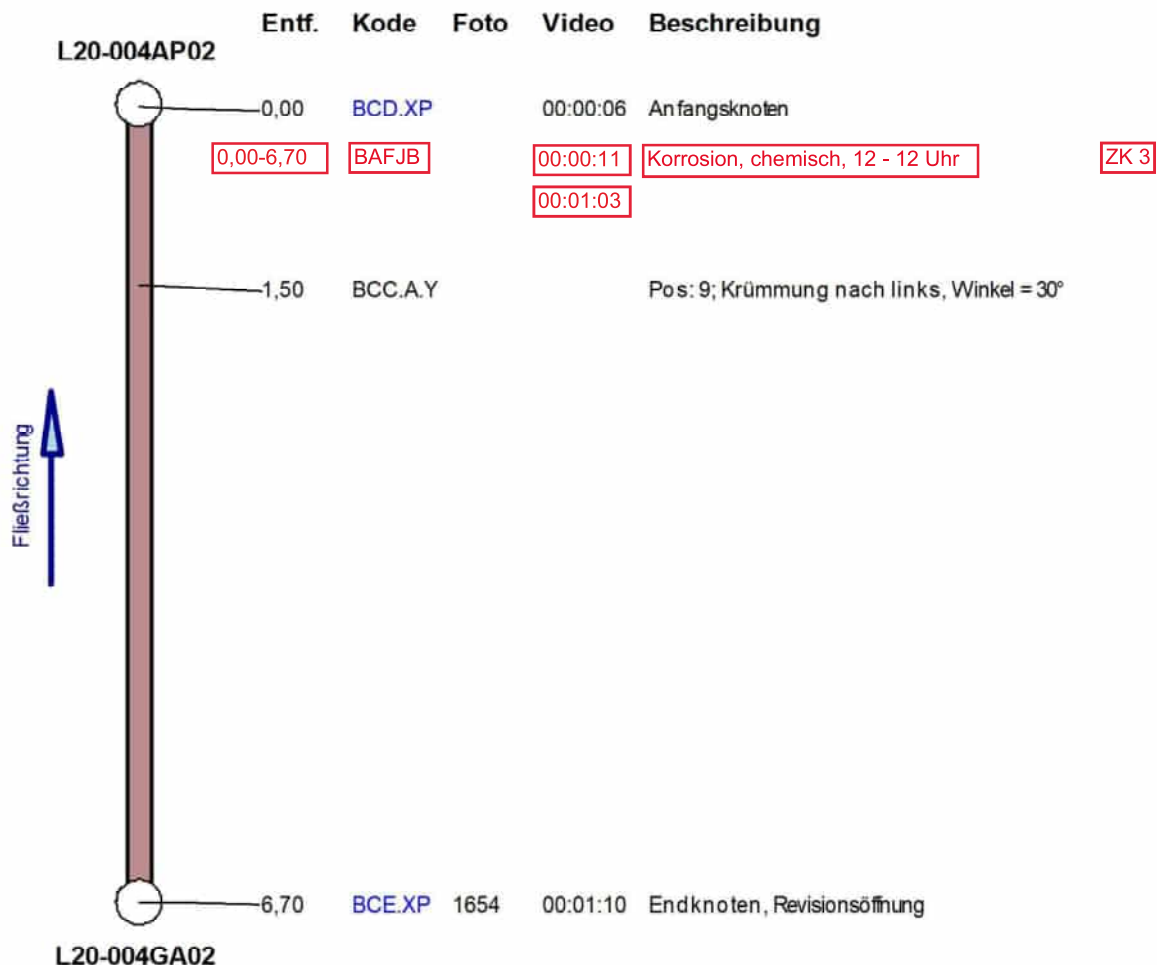 Entf. Kode Foto Video Beschreibung
L20-004AP02
0,00 BCD.XP 00:00:06 Anfangsknoten
0,00-6,70 BAFJB 00:00:11 Korrosion, chemisch, 12 - 12 Uhr ZK 3
00:01:03
1,50 BCC.A.Y Pos: 9; Krümmung nach links, Winkel = 30°
Fließrichtung
6,70 BCE.XP 1654 00:01:10 Endknoten, Revisionsöffnung
L20-004GA02